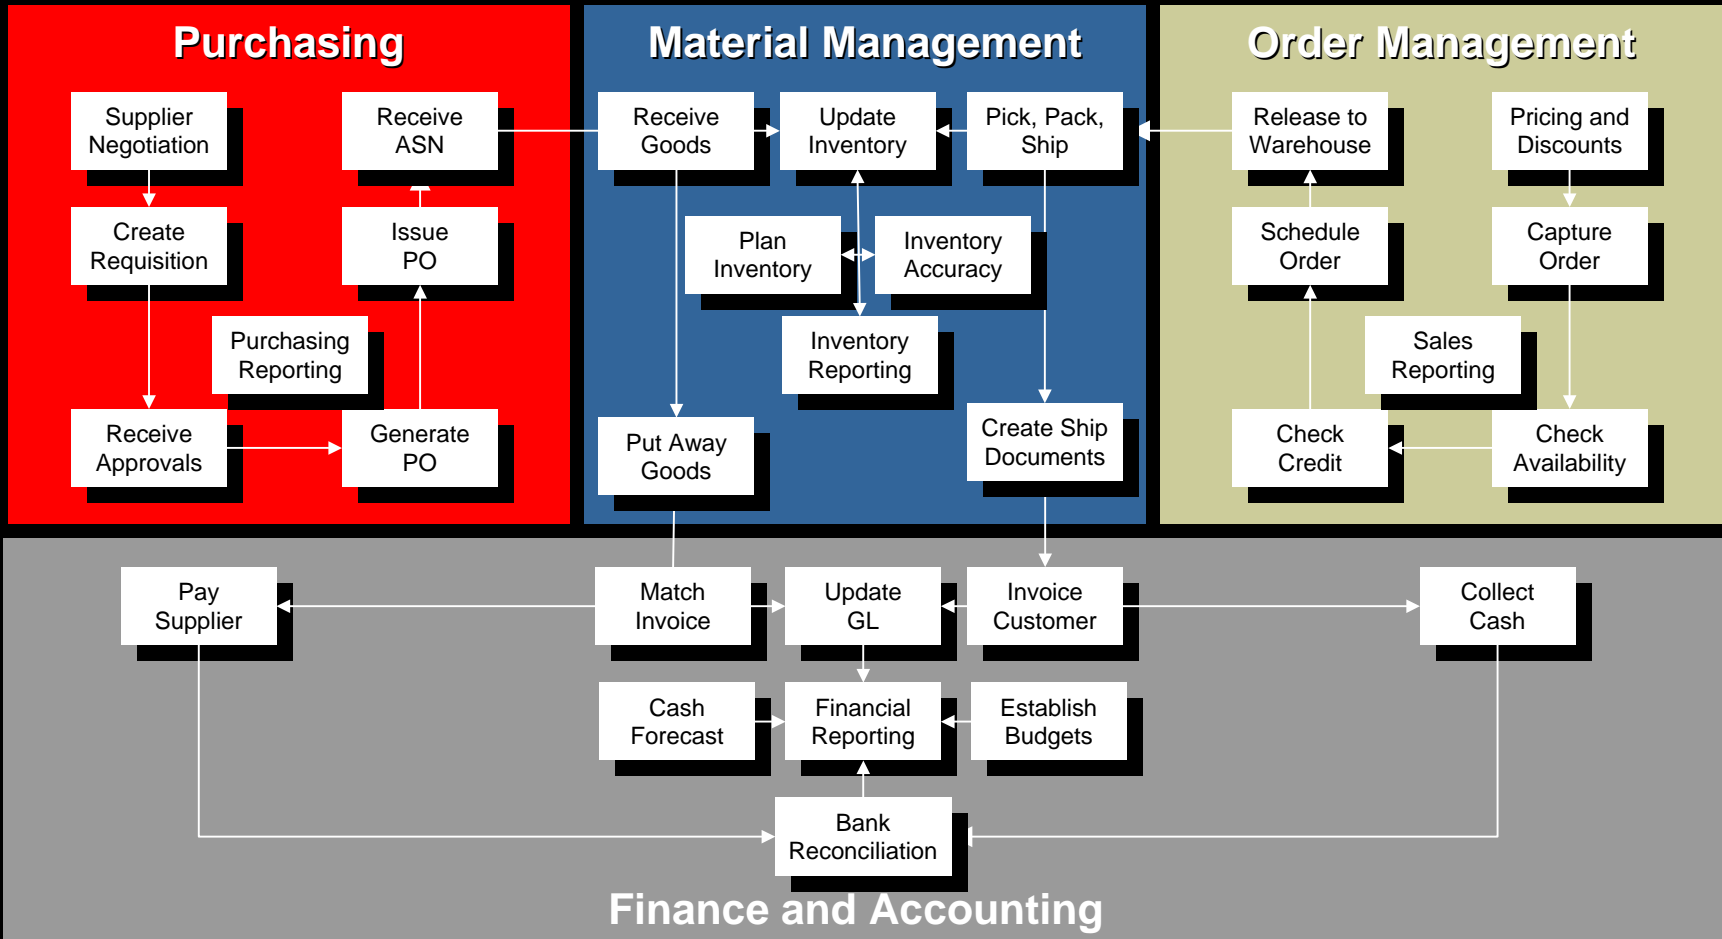 Purchasing
Supplier
Negotiation
Receive
ASN
Create
Requisition
Issue
PO
Purchasing
Reporting
Receive
Approvals
Generate
PO
Material Management
Receive
Goods
Update
Inventory
Pick, Pack,
Ship
Plan
Inventory
Inventory
Accuracy
Inventory
Reporting
Put Away
Goods
Create Ship
Documents
Order Management
Release to
Warehouse
Pricing and
Discounts
Schedule
Order
Capture
Order
Sales
Reporting
Check
Credit
Check
Availability
Pay
Supplier
Match
Invoice
Update
GL
Invoice
Customer
Collect
Cash
Cash
Forecast
Financial
Reporting
Establish
Budgets
Bank
Reconciliation
Finance and Accounting